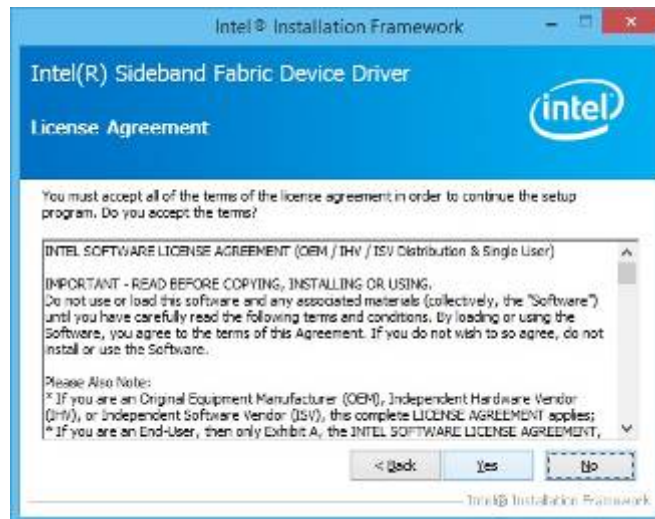 Intel® Installation Framework
Intel(R) Sideband Fabric Device Driver
License Agreement
(intel)
You must accept all of the terms of the license agreement in order to continue the setup
program. Do you accept the terms?
INTEL SOFTWARE LICENSE AGREEMENT (OEM / IHV / ISV Distribution & Single User)
IMPORTANT - READ BEFORE COPYING, INSTALLING OR USING.
Do not use or load this software and any associated materials (collectively, the "Software")
until you have carefully read the following terms and conditions. By loading or using the
Software, you agree to the terms of this Agreement. If you do not wish to so agree, do not
install or use the Software.
Please Also Note:
* If you are an Original Equipment Manufacturer (OEM), Independent Hardware Vendor
(IHV), or Independent Software Vendor (ISV), this complete LICENSE AGREEMENT applies;
* If you are an End-User, then only Exhibit A, the INTEL SOFTWARE LICENSE AGREEMENT,
< Back Yes No
Intel® Installation Framework